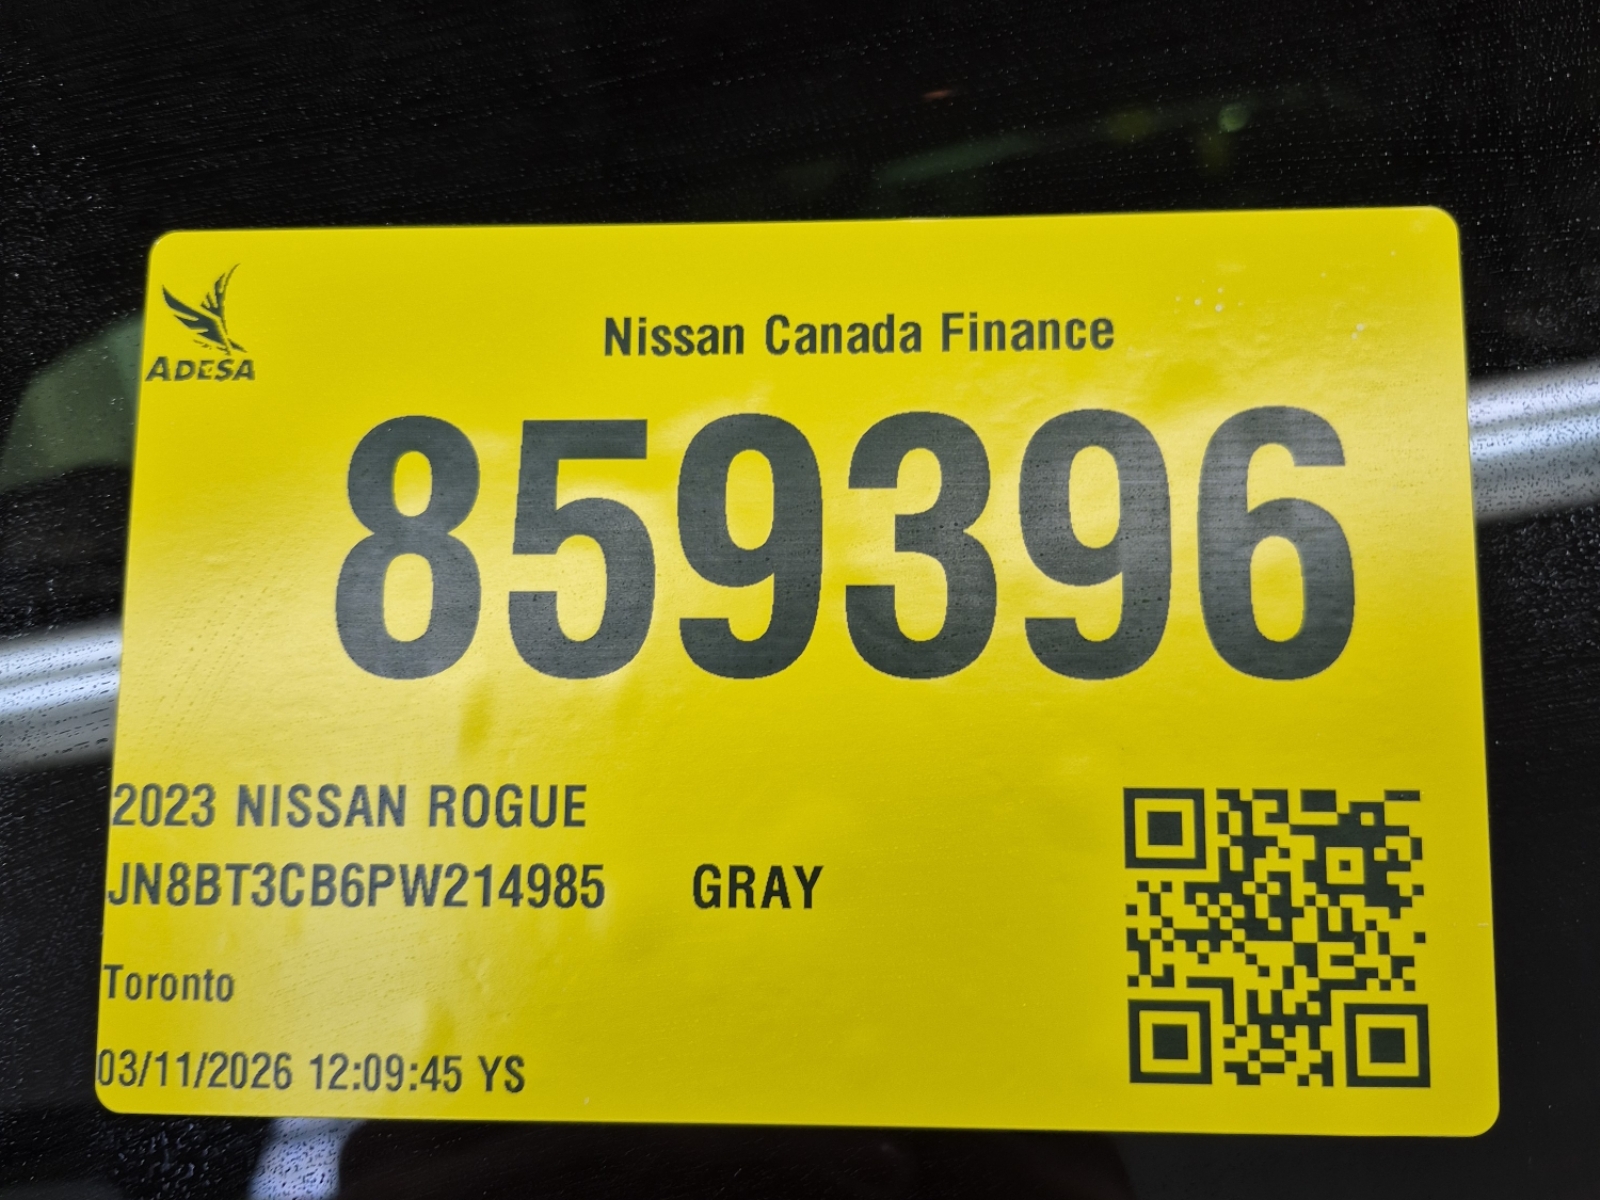 ADESA
Nissan Canada Finance
859396
2023 NISSAN ROGUE
JN8BT3CB6PW214985 GRAY
Toronto
03/11/2026 12:09:45 YS